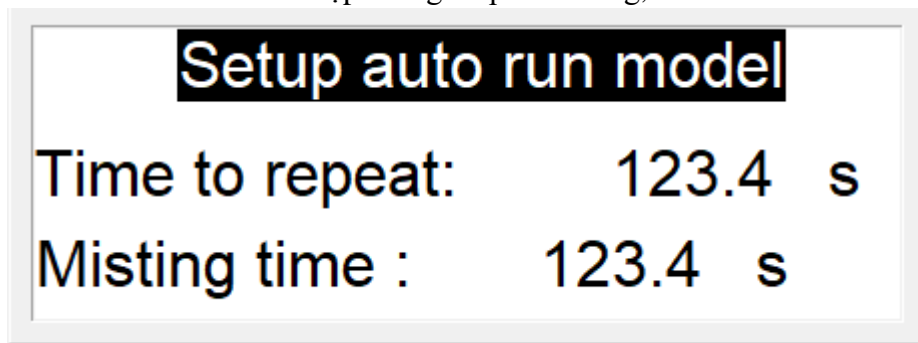 Setup auto run model
Time to repeat: 123.4 s
Misting time : 123.4 s